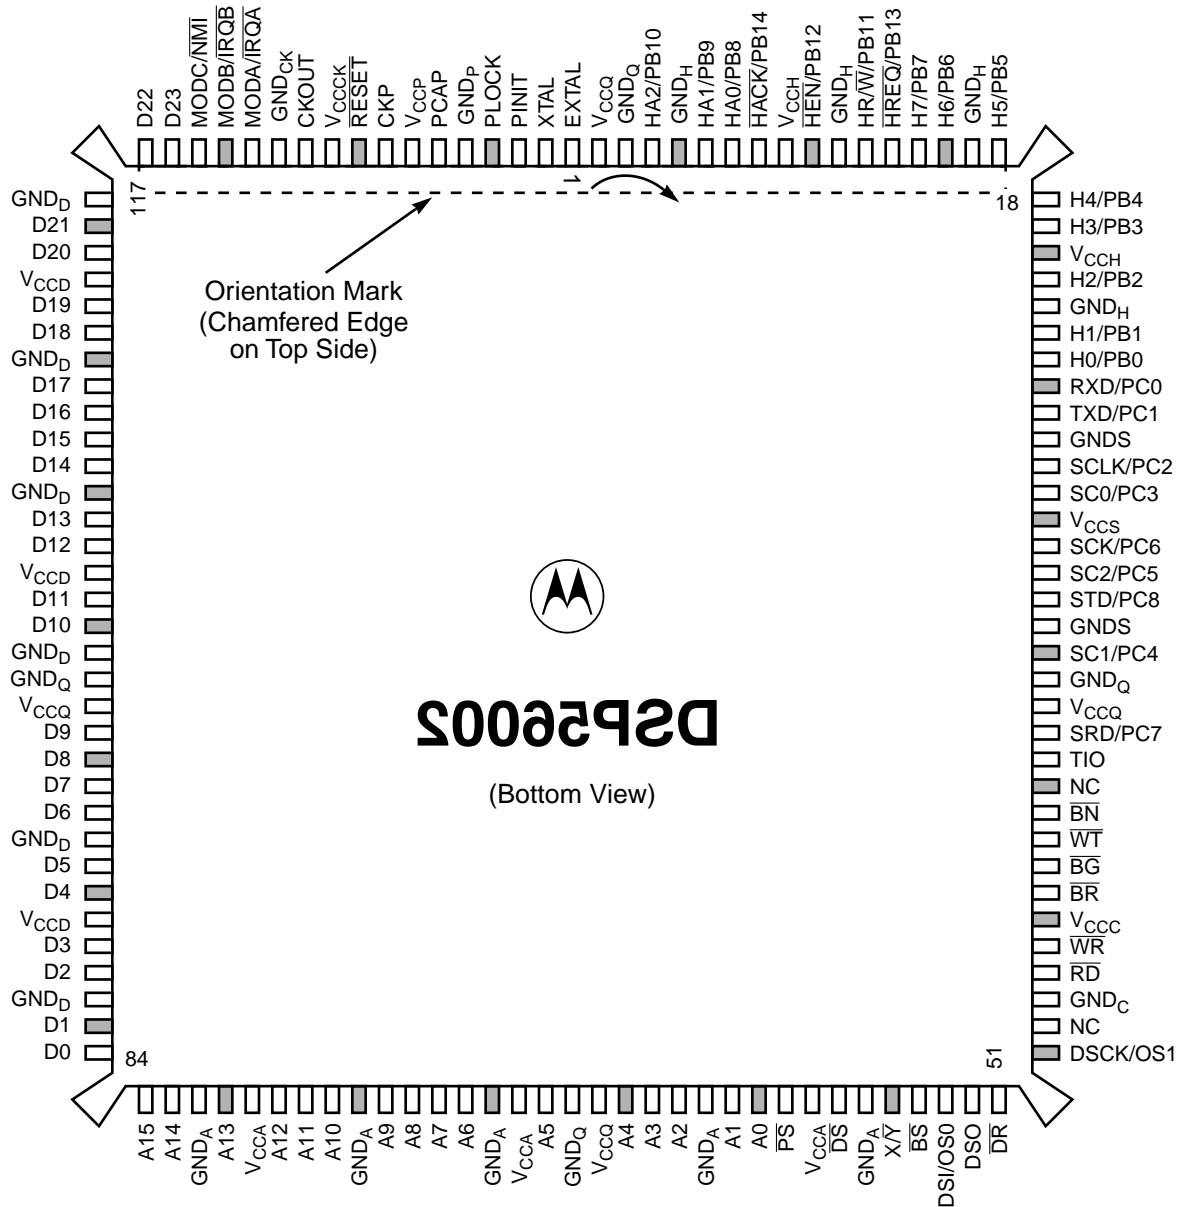 D22
D23
MODC/NMI
MODB/IRQB
MODA/IRQA
GNDCK
CKOUT
VCCCK
RESET
CKP
VCCP
PCAP
GNDP
PLOCK
PINIT
XTAL
EXTAL
VCCQ
GNDQ
HA2/PB10
GNDH
HA1/PB9
HA0/PB8
HACK/PB14
VCCH
HEN/PB12
GNDH
HR/W/PB11
HREQ/PB13
H7/PB7
H6/PB6
GNDH
H5/PB5
117
1
18
GNDD
D21
D20
VCCD
D19
D18
GNDD
D17
D16
D15
D14
GNDD
D13
D12
VCCD
D11
D10
GNDD
GNDQ
VCCQ
D9
D8
D7
D6
GNDD
D5
D4
VCCD
D3
D2
GNDD
D1
D0
Orientation Mark
(Chamfered Edge
on Top Side)
DSP56002
(Bottom View)
H4/PB4
H3/PB3
VCCH
H2/PB2
GNDH
H1/PB1
H0/PB0
RXD/PC0
TXD/PC1
GNDS
SCLK/PC2
SC0/PC3
VCCS
SCK/PC6
SC2/PC5
STD/PC8
GNDS
SC1/PC4
GNDQ
VCCQ
SRD/PC7
TIO
NC
BN
WT
BG
BR
VCCC
WR
RD
GNDC
NC
DSCK/OS1
84
51
A15
A14
GNDA
A13
VCCA
A12
A11
A10
GNDA
A9
A8
A7
A6
GNDA
VCCA
A5
GNDQ
VCCQ
A4
A3
A2
GNDA
A1
A0
PS
VCCA
DS
GNDA
X/Y
BS
DSI/OS0
DSO
DR